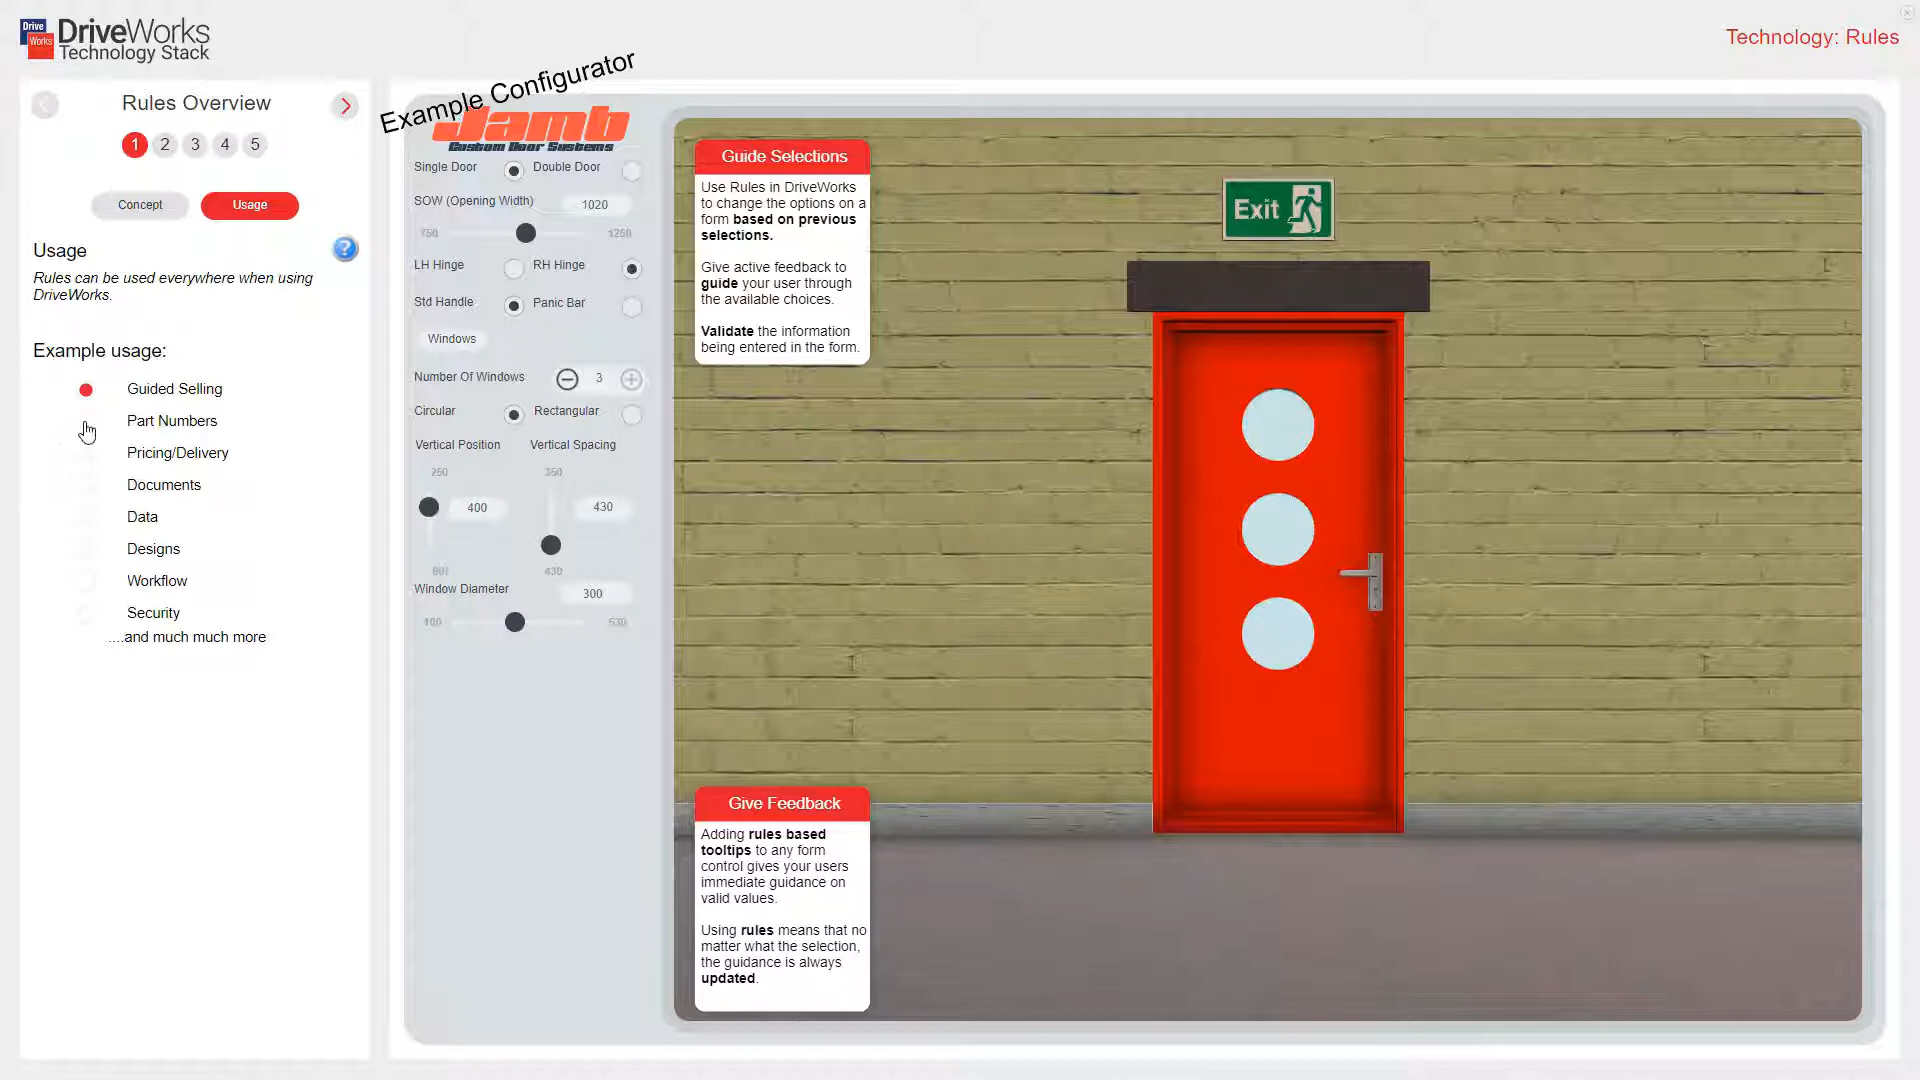 Drive
Works
DriveWorks
Technology Stack
Technology: Rules
Rules Overview
1 2 3 4 5
Concept
Usage
Usage
Rules can be used everywhere when using
DriveWorks.
Example usage:
Guided Selling
Part Numbers
Pricing/Delivery
Documents
Data
Designs
Workflow
Security
....and much much more
Example Configurator
Jamb
Custom Door Systems
Single Door
Double Door
SOW (Opening Width)
1020
750
1260
LH Hinge
RH Hinge
Std Handle
Panic Bar
Windows
Number Of Windows
3
Circular
Rectangular
Vertical Position
Vertical Spacing
250
350
400
430
430
Window Diameter
300
100
530
Guide Selections
Use Rules in DriveWorks
to change the options on a
form based on previous
selections.
Give active feedback to
guide your user through
the available choices.
Validate the information
being entered in the form.
Exit
Give Feedback
Adding rules based
tooltips to any form
control gives your users
immediate guidance on
valid values.
Using rules means that no
matter what the selection,
the guidance is always
updated.